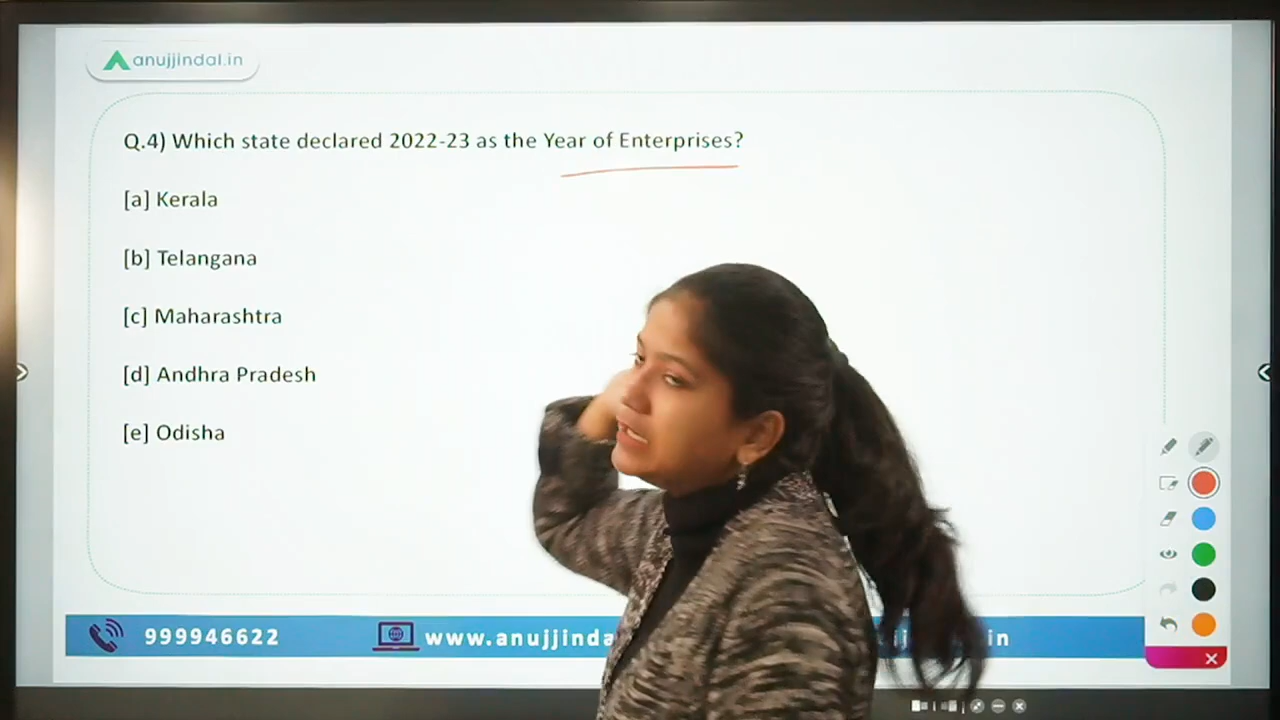 anujjindal.in
Q.4) Which state declared 2022-23 as the Year of Enterprises?
[a] Kerala
[b] Telangana
[c] Maharashtra
[d] Andhra Pradesh
[e] Odisha
999946622
www.anujjinda